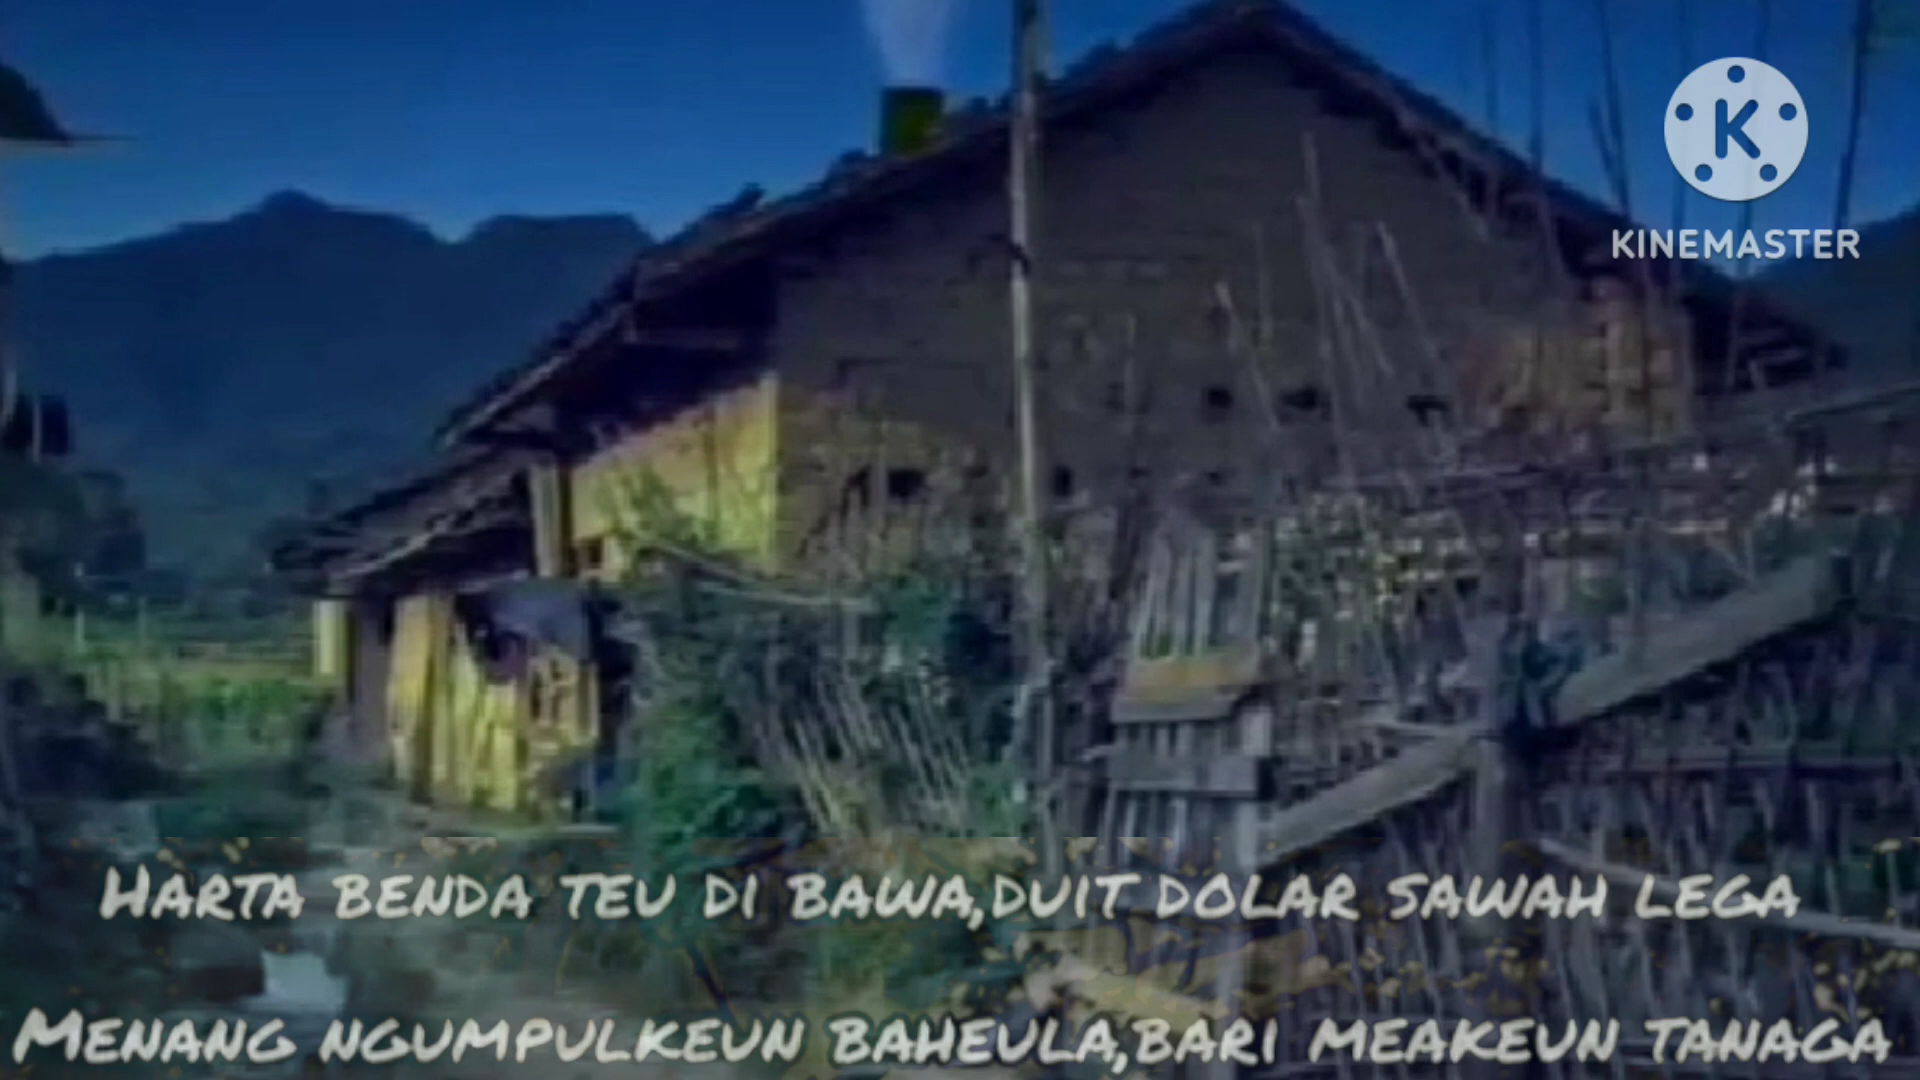 KINEMASTER
HARTA BENDA TEU DI BAWA,DUIT DOLAR SAWAH LEGA
MENANG NGUMPULKEUN BAHEULA,BARI MEAKEUN TANAGA